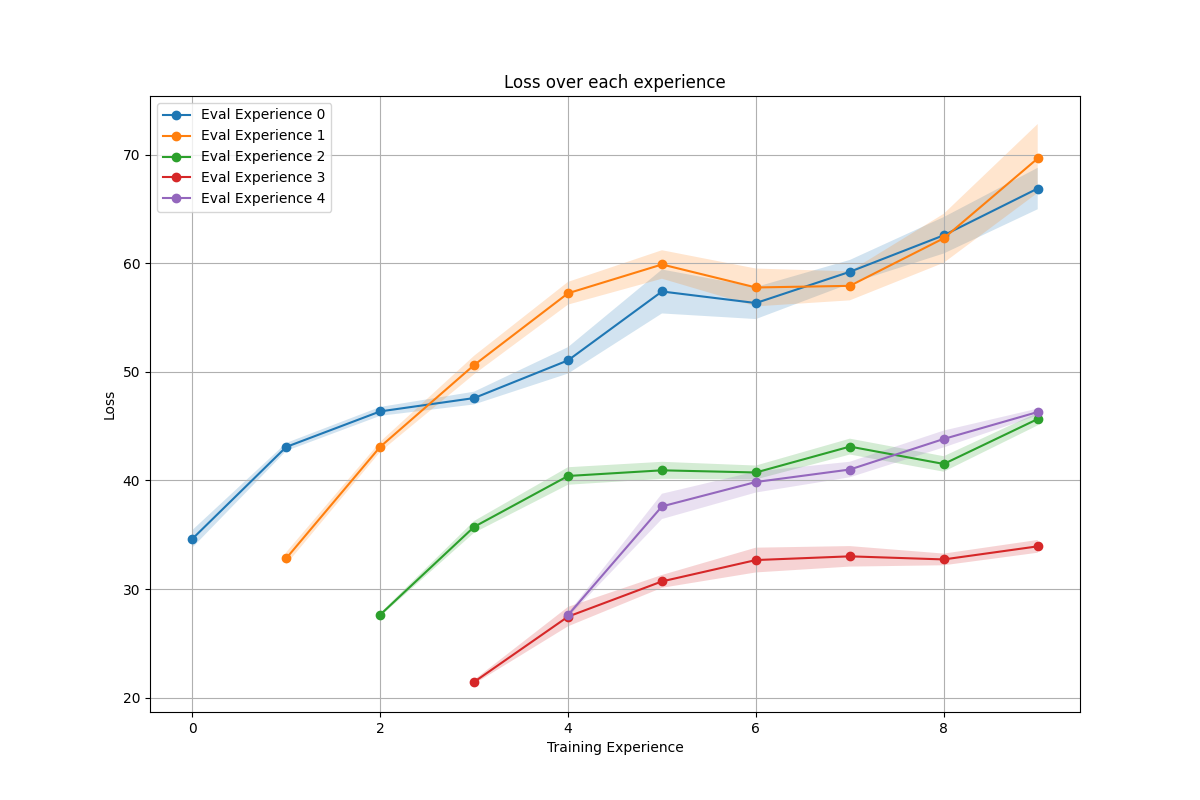 Loss over each experience
Eval Experience 0
Eval Experience 1
Eval Experience 2
Eval Experience 3
Eval Experience 4
70
60
50
40
30
20
Loss
0 2 4 6 8
Training Experience